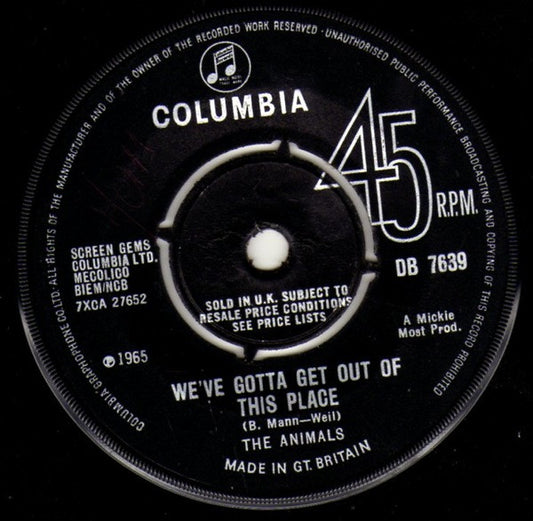 COLUMBIA GRAPHOPHONE CO. LTD. ALL RIGHTS OF THE MANUFACTURER AND OF THE OWNER OF THE RECORDED WORK RESERVED · UNAUTHORISED PUBLIC PERFORMANCE BROADCASTING AND COPYING OF THIS RECORD PROHIBITED
COLUMBIA
45
R.P.M.
SCREEN GEMS
COLUMBIA LTD.
MECOLICO
BIEM/NCB
7XCA 27652
DB 7639
SOLD IN U.K. SUBJECT TO
RESALE PRICE CONDITIONS,
SEE PRICE LISTS
A Mickie
Most Prod.
℗ 1965
WE'VE GOTTA GET OUT OF
THIS PLACE
(B. Mann—Weil)
THE ANIMALS
MADE IN GT. BRITAIN